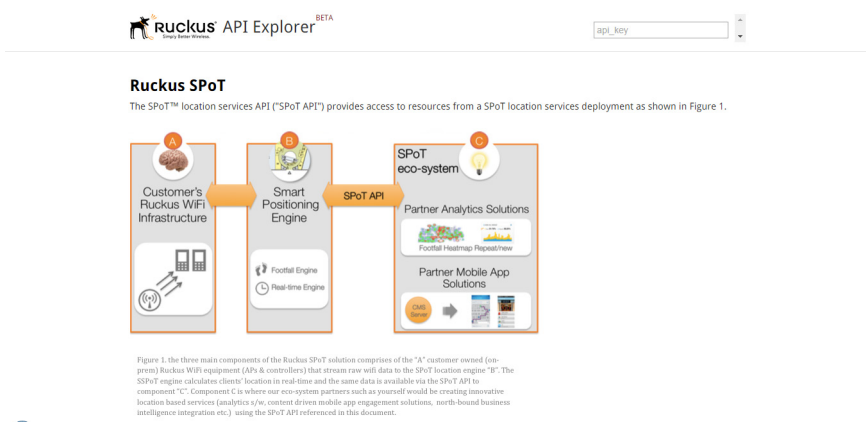 Ruckus API Explorer BETA
Simply Better Wireless.
api_key
Ruckus SPoT
The SPoT™ location services API ("SPoT API") provides access to resources from a SPoT location services deployment as shown in Figure 1.
A
B
C
Customer's
Ruckus WiFi
Infrastructure
Smart
Positioning
Engine
Footfall Engine
Real-time Engine
SPoT API
SPoT
eco-system
Partner Analytics Solutions
Footfall Heatmap Repeat/new
Partner Mobile App
Solutions
CMS
Server
Figure 1. the three main components of the Ruckus SPoT solution comprises of the "A" customer owned (on-
prem) Ruckus WiFi equipment (APs & controllers) that stream raw wifi data to the SPoT location engine "B". The
SSPoT engine calculates clients' location in real-time and the same data is available via the SPoT API to
component "C". Component C is where our eco-system partners such as yourself would be creating innovative
location based services (analytics s/w, content driven mobile app engagement solutions, north-bound business
intelligence integration etc.) using the SPoT API referenced in this document.